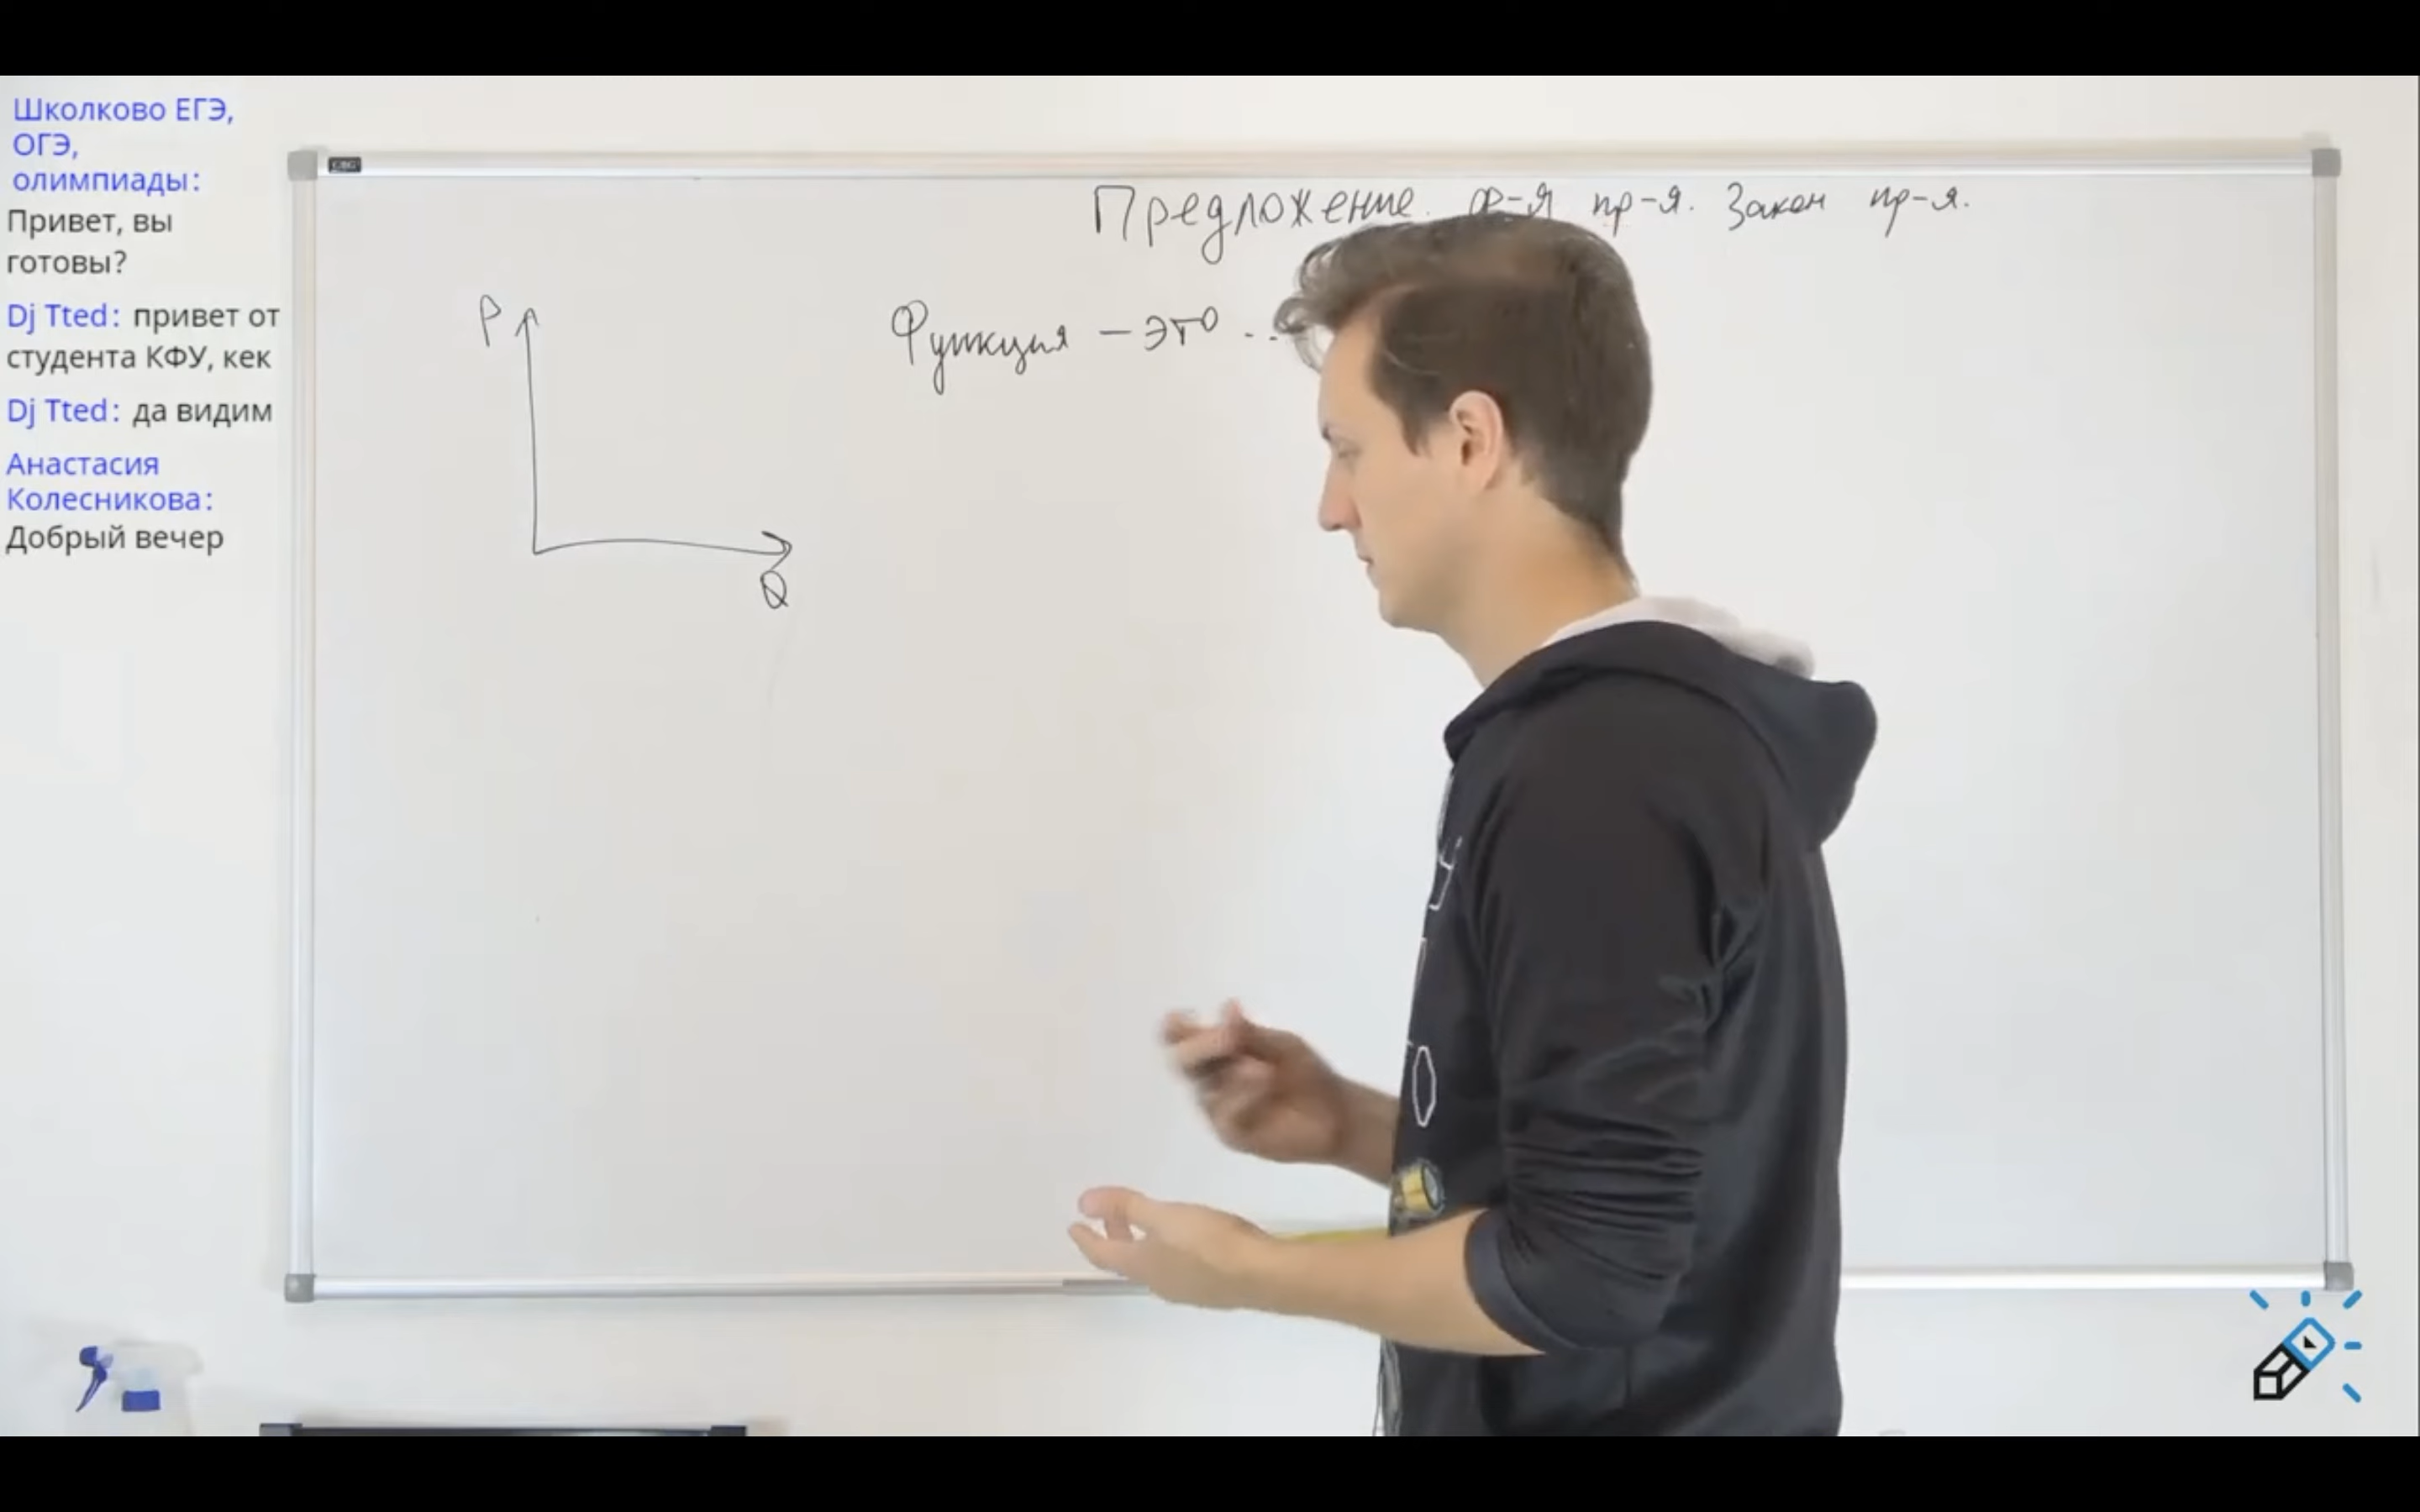 Школково ЕГЭ,
ОГЭ,
олимпиады:
Привет, вы
готовы?
Dj Tted: привет от
студента КФУ, кек
Dj Tted: да видим
Анастасия
Колесникова:
Добрый вечер
Предложение. Ф-я пр-я. Закон пр-я.
P
Функция — это ...
Q